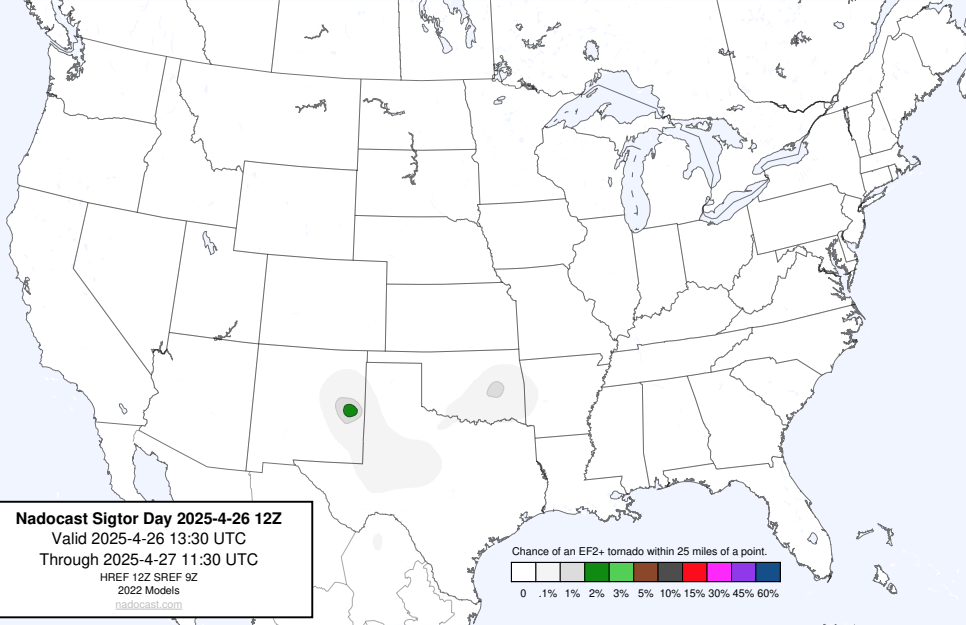 Nadocast Sigtor Day 2025-4-26 12Z
Valid 2025-4-26 13:30 UTC
Through 2025-4-27 11:30 UTC
HREF 12Z SREF 9Z
2022 Models
nadocast.com
Chance of an EF2+ tornado within 25 miles of a point.
0 .1% 1% 2% 3% 5% 10% 15% 30% 45% 60%